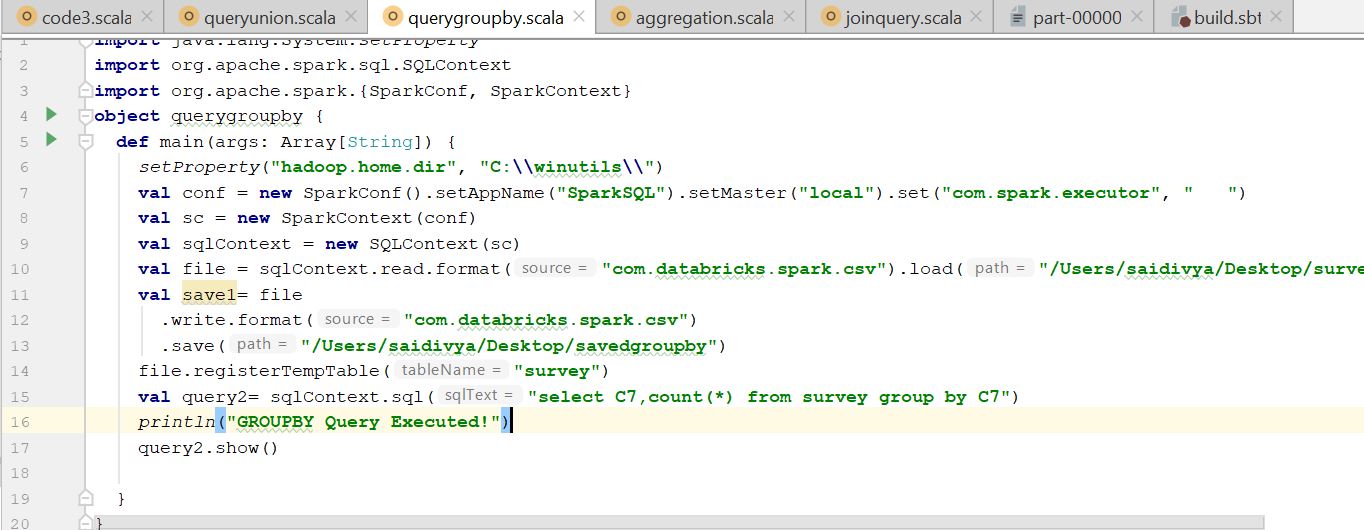 code3.scala queryunion.scala querygroupby.scala aggregation.scala joinquery.scala part-00000 build.sbt
1 import java.lang.System.setProperty
2 import org.apache.spark.sql.SQLContext
3 import org.apache.spark.{SparkConf, SparkContext}
4 object querygroupby {
5 def main(args: Array[String]) {
6 setProperty("hadoop.home.dir", "C:\\winutils\\")
7 val conf = new SparkConf().setAppName("SparkSQL").setMaster("local").set("com.spark.executor", "   ")
8 val sc = new SparkContext(conf)
9 val sqlContext = new SQLContext(sc)
10 val file = sqlContext.read.format( source = "com.databricks.spark.csv").load( path = "/Users/saidivya/Desktop/surve
11 val save1= file
12 .write.format( source = "com.databricks.spark.csv")
13 .save( path = "/Users/saidivya/Desktop/savedgroupby")
14 file.registerTempTable( tableName = "survey")
15 val query2= sqlContext.sql( sqlText = "select C7,count(*) from survey group by C7")
16 println("GROUPBY Query Executed!")
17 query2.show()
18
19 }
20 }